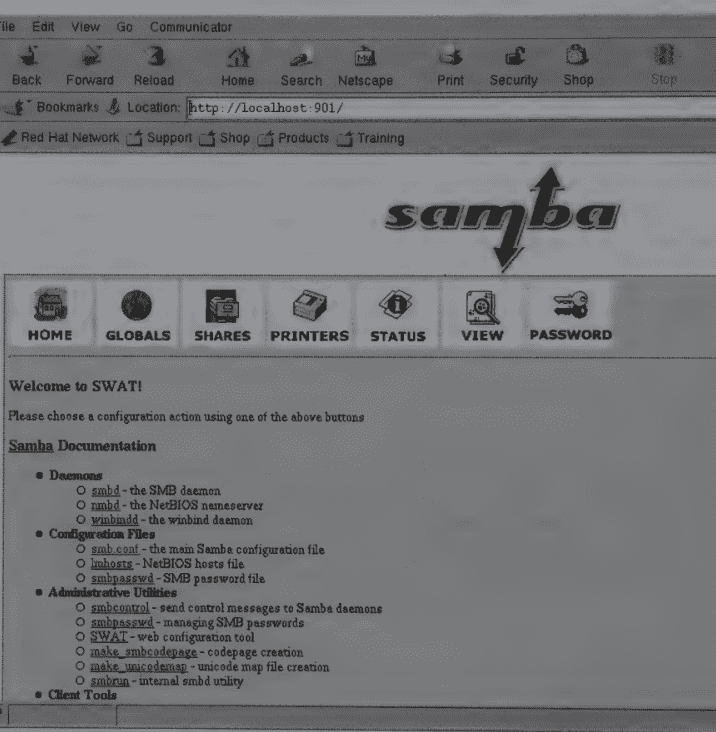 File Edit View Go Communicator
Back Forward Reload Home Search Netscape Print Security Shop Stop
Bookmarks Location: http://localhost:901/
Red Hat Network Support Shop Products Training
samba
HOME GLOBALS SHARES PRINTERS STATUS VIEW PASSWORD
Welcome to SWAT!
Please choose a configuration action using one of the above buttons
Samba Documentation
Daemons
smbd - the SMB daemon
nmbd - the NetBIOS nameserver
winbindd - the winbind daemon
Configuration Files
smb.conf - the main Samba configuration file
lmhosts - NetBIOS hosts file
smbpasswd - SMB password file
Administrative Utilities
smbcontrol - send control messages to Samba daemons
smbpasswd - managing SMB passwords
SWAT - web configuration tool
make_smbcodepage - codepage creation
make_unicodemap - unicode map file creation
smbrun - internal smbd utility
Client Tools